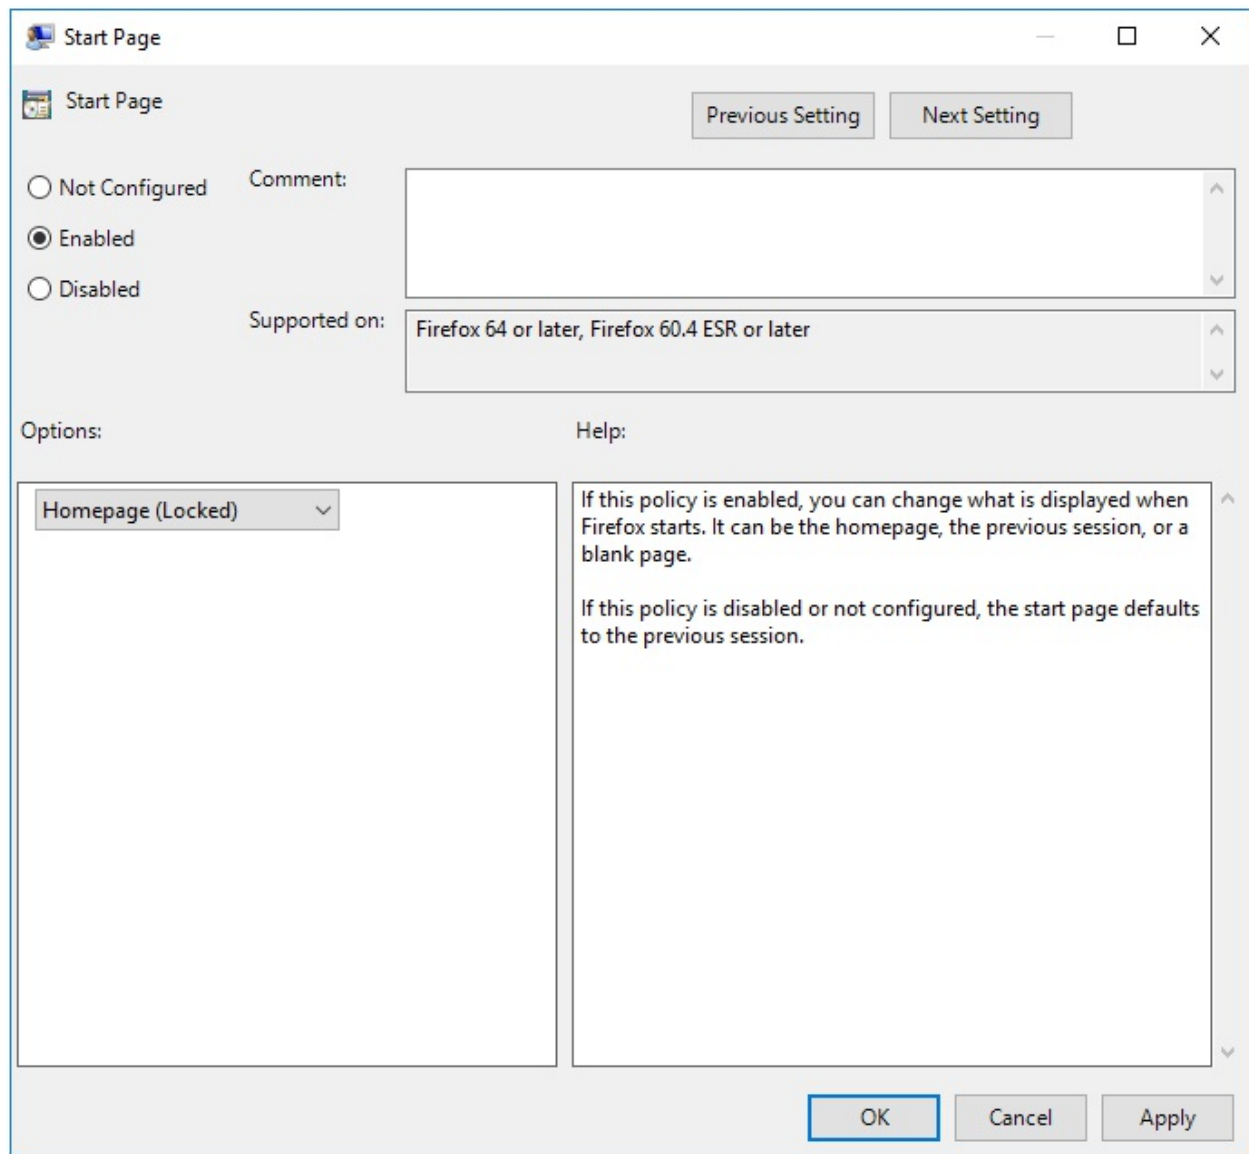 Start Page
Start Page
Previous Setting
Next Setting
Not Configured
Enabled
Disabled
Comment:
Supported on:
Firefox 64 or later, Firefox 60.4 ESR or later
Options:
Help:
Homepage (Locked)
If this policy is enabled, you can change what is displayed when
Firefox starts. It can be the homepage, the previous session, or a
blank page.
If this policy is disabled or not configured, the start page defaults
to the previous session.
OK
Cancel
Apply